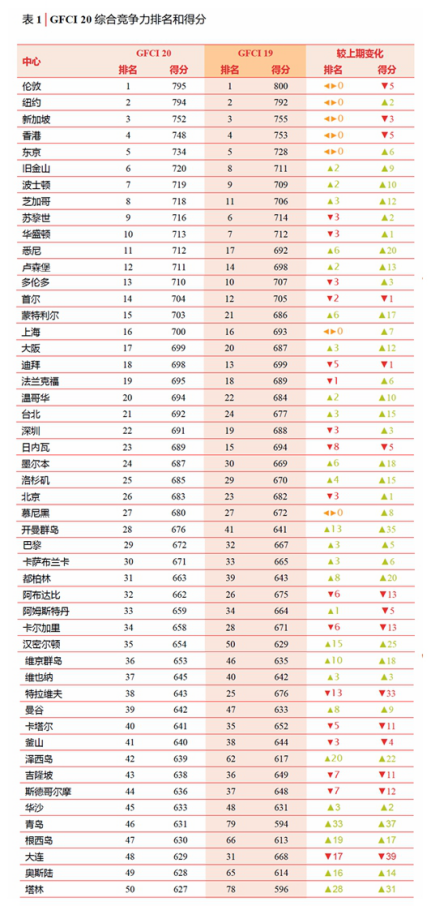 表 1 | GFCI 20 综合竞争力排名和得分
中心 GFCI 20 GFCI 19 较上期变化
排名 得分 排名 得分 排名 得分
伦敦 1 795 1 800 ◀▶0 ▼5
纽约 2 794 2 792 ◀▶0 ▲2
新加坡 3 752 3 755 ◀▶0 ▼3
香港 4 748 4 753 ◀▶0 ▼5
东京 5 734 5 728 ◀▶0 ▲6
旧金山 6 720 8 711 ▲2 ▲9
波士顿 7 719 9 709 ▲2 ▲10
芝加哥 8 718 11 706 ▲3 ▲12
苏黎世 9 716 6 714 ▼3 ▲2
华盛顿 10 713 7 712 ▼3 ▲1
悉尼 11 712 17 692 ▲6 ▲20
卢森堡 12 711 14 698 ▲2 ▲13
多伦多 13 710 10 707 ▼3 ▲3
首尔 14 704 12 705 ▼2 ▼1
蒙特利尔 15 703 21 686 ▲6 ▲17
上海 16 700 16 693 ◀▶0 ▲7
大阪 17 699 20 687 ▲3 ▲12
迪拜 18 698 13 699 ▼5 ▼1
法兰克福 19 695 18 689 ▼1 ▲6
温哥华 20 694 22 684 ▲2 ▲10
台北 21 692 24 677 ▲3 ▲15
深圳 22 691 19 688 ▼3 ▲3
日内瓦 23 689 15 694 ▼8 ▼5
墨尔本 24 687 30 669 ▲6 ▲18
洛杉矶 25 685 29 670 ▲4 ▲15
北京 26 683 23 682 ▼3 ▲1
慕尼黑 27 680 27 672 ◀▶0 ▲8
开曼群岛 28 676 41 641 ▲13 ▲35
巴黎 29 672 32 667 ▲3 ▲5
卡萨布兰卡 30 671 33 665 ▲3 ▲6
都柏林 31 663 39 643 ▲8 ▲20
阿布达比 32 662 26 675 ▼6 ▼13
阿姆斯特丹 33 659 34 664 ▲1 ▼5
卡尔加里 34 658 28 671 ▼6 ▼13
汉密尔顿 35 654 50 629 ▲15 ▲25
维京群岛 36 653 46 635 ▲10 ▲18
维也纳 37 645 40 642 ▲3 ▲3
特拉维夫 38 643 25 676 ▼13 ▼33
曼谷 39 642 47 633 ▲8 ▲9
卡塔尔 40 641 35 652 ▼5 ▼11
釜山 41 640 38 644 ▼3 ▼4
泽西岛 42 639 62 617 ▲20 ▲22
吉隆坡 43 638 36 649 ▼7 ▼11
斯德哥尔摩 44 636 37 648 ▼7 ▼12
华沙 45 633 48 631 ▲3 ▲2
青岛 46 631 79 594 ▲33 ▲37
根西岛 47 630 66 613 ▲19 ▲17
大连 48 629 31 668 ▼17 ▼39
奥斯陆 49 628 65 614 ▲16 ▲14
塔林 50 627 78 596 ▲28 ▲31